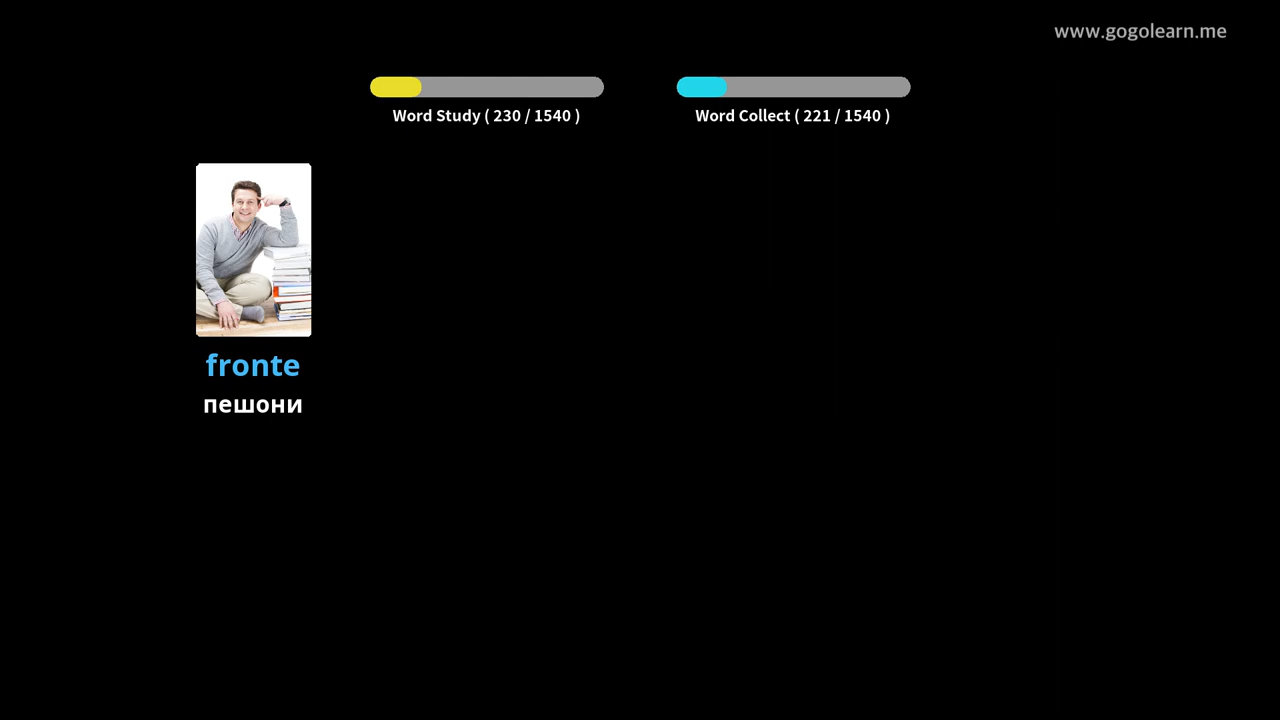 www.gogolearn.me
Word Study ( 230 / 1540 )
Word Collect ( 221 / 1540 )
fronte
пешони